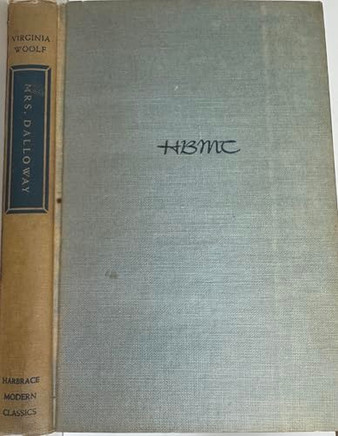 VIRGINIA
WOOLF
MRS. DALLOWAY
HARBRACE
MODERN
CLASSICS
HBMC